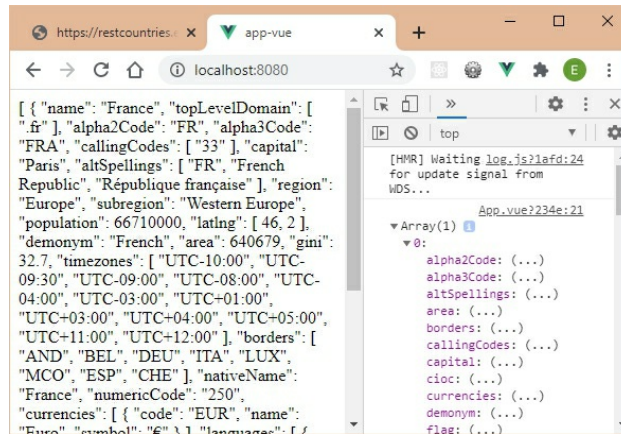 https://restcountries.e
app-vue
localhost:8080
E
[ { "name": "France", "topLevelDomain": [
".fr" ], "alpha2Code": "FR", "alpha3Code":
"FRA", "callingCodes": [ "33" ], "capital":
"Paris", "altSpellings": [ "FR", "French
Republic", "République française" ], "region":
"Europe", "subregion": "Western Europe",
"population": 66710000, "latlng": [ 46, 2 ],
"demonym": "French", "area": 640679, "gini":
32.7, "timezones": [ "UTC-10:00", "UTC-
09:30", "UTC-09:00", "UTC-08:00", "UTC-
04:00", "UTC-03:00", "UTC+01:00",
"UTC+03:00", "UTC+04:00", "UTC+05:00",
"UTC+11:00", "UTC+12:00" ], "borders": [
"AND", "BEL", "DEU", "ITA", "LUX",
"MCO", "ESP", "CHE" ], "nativeName":
"France", "numericCode": "250",
"currencies": [ { "code": "EUR", "name":
"Euro", "symbol": "€" } ], "languages": [ {
top
[HMR] Waiting log.js?1afd:24
for update signal from
WDS...
App.vue?234e:21
Array(1)
0:
alpha2Code: (...)
alpha3Code: (...)
altSpellings: (...)
area: (...)
borders: (...)
callingCodes: (...)
capital: (...)
cioc: (...)
currencies: (...)
demonym: (...)
flag: (...)